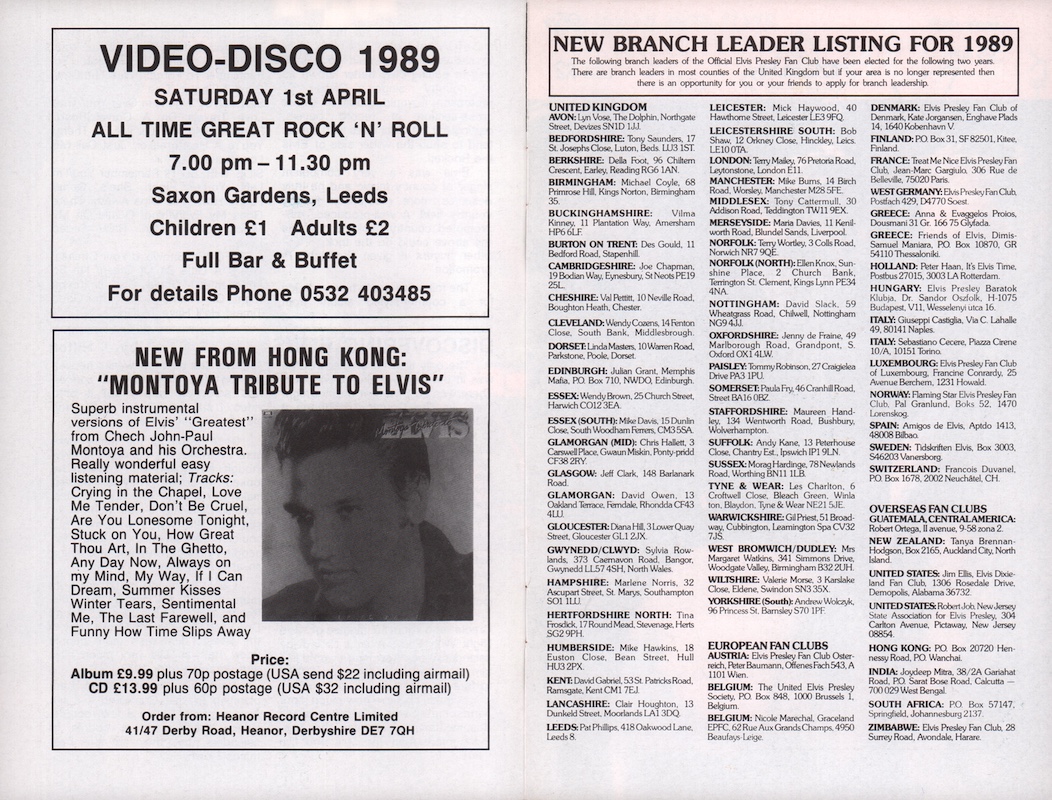 VIDEO-DISCO 1989
SATURDAY 1st APRIL
ALL TIME GREAT ROCK ‘N’ ROLL
7.00 pm – 11.30 pm
Saxon Gardens, Leeds
Children £1 Adults £2
Full Bar & Buffet
For details Phone 0532 403485
NEW FROM HONG KONG:
“MONTOYA TRIBUTE TO ELVIS”
Superb instrumental
versions of Elvis’ ‘‘Greatest’’
from Chech John-Paul
Montoya and his Orchestra.
Really wonderful easy
listening material; Tracks:
Crying in the Chapel, Love
Me Tender, Don’t Be Cruel,
Are You Lonesome Tonight,
Stuck on You, How Great
Thou Art, In The Ghetto,
Any Day Now, Always on
my Mind, My Way, If I Can
Dream, Summer Kisses
Winter Tears, Sentimental
Me, The Last Farewell, and
Funny How Time Slips Away
ELVIS
Price:
Album £9.99 plus 70p postage (USA send $22 including airmail)
CD £13.99 plus 60p postage (USA $32 including airmail)
Order from: Heanor Record Centre Limited
41/47 Derby Road, Heanor, Derbyshire DE7 7QH
NEW BRANCH LEADER LISTING FOR 1989
The following branch leaders of the Official Elvis Presley Fan Club have been elected for the following two years.
There are branch leaders in most counties of the United Kingdom but if your area is no longer represented then
there is an opportunity for you or your friends to apply for branch leadership.
UNITED KINGDOM
AVON: Lyn Vose, The Dolphin, Northgate
Street, Devizes SN1D 1JJ.
BEDFORDSHIRE: Tony Saunders, 17
St. Josephs Close, Luton, Beds. LU3 1ST.
BERKSHIRE: Della Foot, 96 Chiltern
Crescent, Earley, Reading RG6 1AN.
BIRMINGHAM: Michael Coyle, 68
Primrose Hill, Kings Norton, Birmingham
35.
BUCKINGHAMSHIRE: Vilma
Kinney, 11 Plantation Way, Amersham
HP6 6LF.
BURTON ON TRENT: Des Gould, 11
Bedford Road, Stapenhill.
CAMBRIDGESHIRE: Joe Chapman,
19 Bodian Way, Eynesbury, St Neots PE19
25L.
CHESHIRE: Val Pettitt, 10 Neville Road,
Boughton Heath, Chester.
CLEVELAND: Wendy Cozens, 14 Fenton
Close, South Bank, Middlesbrough.
DORSET: Linda Masters, 10 Warren Road,
Parkstone, Poole, Dorset.
EDINBURGH: Julian Grant, Memphis
Mafia, P.O. Box 710, NWDO, Edinburgh.
ESSEX: Wendy Brown, 25 Church Street,
Harwich CO12 3EA.
ESSEX (SOUTH): Mike Davis, 15 Dunlin
Close, South Woodham Ferrers, CM3 5SA.
GLAMORGAN (MID): Chris Hallett, 3
Carswell Place, Gwaun Miskin, Ponty-pridd
CF38 2RY.
GLASGOW: Jeff Clark, 148 Barlanark
Road.
GLAMORGAN: David Owen, 13
Oakland Terrace, Ferndale, Rhondda CF43
4LU.
GLOUCESTER: Diana Hill, 3 Lower Quay
Street, Gloucester GL1 2JX.
GWYNEDD/CLWYD: Sylvia Row-
lands, 373 Caernavon Road, Bangor,
Gwynedd LL57 4SH, North Wales.
HAMPSHIRE: Marlene Norris, 32
Ascupart Street, St. Marys, Southampton
SO1 1LU.
HERTFORDSHIRE NORTH: Tina
Frosdick, 17 Round Mead, Stevenage, Herts
SG2 9PH.
HUMBERSIDE: Mike Hawkins, 18
Euston Close, Bean Street, Hull
HU3 2PX.
KENT: David Gabriel, 53 St. Patricks Road,
Ramsgate, Kent CM1 7EJ.
LANCASHIRE: Clair Houghton, 13
Dunkeld Street, Moorlands LA1 3DQ.
LEEDS: Pat Phillips, 418 Oakwood Lane,
Leeds 8.
LEICESTER: Mick Haywood, 40
Hawthorne Street, Leicester LE3 9FQ.
LEICESTERSHIRE SOUTH: Bob
Shaw, 12 Orkney Close, Hinckley, Leics.
LE10 0TA.
LONDON: Terry Mailey, 76 Pretoria Road,
Leytonstone, London E11.
MANCHESTER: Mike Burns, 14 Birch
Road, Worsley, Manchester M28 5FE.
MIDDLESEX: Tony Cattermull, 30
Addison Road, Teddington TW11 9EX.
MERSEYSIDE: Maria Davies, 11 Kenil-
worth Road, Blundel Sands, Liverpool.
NORFOLK: Terry Wortley, 3 Colls Road,
Norwich NR7 9QE.
NORFOLK (NORTH): Ellen Knox, Sun-
shine Place, 2 Church Bank,
Terrington St. Clement, Kings Lynn PE34
4NA.
NOTTINGHAM: David Slack, 59
Wheatgrass Road, Chilwell, Nottingham
NG9 4JJ.
OXFORDSHIRE: Jenny de Fraine, 49
Marlborough Road, Grandpont, S.
Oxford OX1 4LW.
PAISLEY: Tommy Robinson, 27 Craigielea
Drive PA3 1PU.
SOMERSET: Paula Fry, 46 Cranhill Road,
Street BA16 0BZ.
STAFFORDSHIRE: Maureen Hand-
ley, 134 Wentworth Road, Bushbury,
Wolverhampton.
SUFFOLK: Andy Kane, 13 Peterhouse
Close, Chantry Est., Ipswich IP1 9LN.
SUSSEX: Morag Hardinge, 78 Newlands
Road, Worthing BN11 1LB.
TYNE & WEAR: Les Charlton, 6
Croftwell Close, Bleach Green, Winla
ton, Blaydon, Tyne & Wear NE21 5JE.
WARWICKSHIRE: Gil Priest, 51 Broad-
way, Cubbington, Leamington Spa CV32
7JS.
WEST BROMWICH/DUDLEY: Mrs
Margaret Watkins, 341 Simmons Drive,
Woodgate Valley, Birmingham B32 2UH.
WILTSHIRE: Valerie Morse, 3 Karslake
Close, Eldene, Swindon SN3 35X.
YORKSHIRE (South): Andrew Wolczyk,
96 Princess St. Barnsley S70 1PF.
EUROPEAN FAN CLUBS
AUSTRIA: Elvis Presley Fan Club Oster-
reich, Peter Baumann, Offenes Fach 543, A
1101 Wien.
BELGIUM: The United Elvis Presley
Society, P.O. Box 848, 1000 Brussels 1,
Belgium.
BELGIUM: Nicole Marechal, Graceland
EPFC, 62 Rue Aux Grands Champs, 4950
Beaufays-Leige.
DENMARK: Elvis Presley Fan Club of
Denmark, Kate Jorgansen, Enghave Plads
14, 1640 Kobenhavn V.
FINLAND: P.O. Box 31, SF 82501, Kitee,
Finland.
FRANCE: Treat Me Nice Elvis Presley Fan
Club, Jean-Marc Gargiulo, 306 Rue de
Belleville, 75020 Paris.
WEST GERMANY: Elvis Presley Fan Club,
Postfach 429, D4770 Soest.
GREECE: Anna & Evaggelos Proios,
Dousmani 31 Gr. 166 75 Glyfada.
GREECE: Friends of Elvis, Dimis-
Samuel Maniara, P.O. Box 10870, GR
54110 Thessaloniki.
HOLLAND: Peter Haan, It’s Elvis Time,
Postbus 27015, 3003 LA Rotterdam.
HUNGARY: Elvis Presley Baratok
Klubja, Dr. Sandor Oszfolk, H-1075
Budapest, V11, Wesselenyi utca 16.
ITALY: Giuseppi Castiglia, Via C. Lahalle
49, 80141 Naples.
ITALY: Sebastiano Cecere, Piazza Cirene
10/A, 10151 Torino.
LUXEMBOURG: Elvis Presley Fan Club
of Luxembourg, Francine Conrardy, 25
Avenue Berchem, 1231 Howald.
NORWAY: Flaming Star Elvis Presley Fan
Club, Pal Granlund, Boks 52, 1470
Lorenskog.
SPAIN: Amigos de Elvis, Aptdo 1413,
48008 Bilbao.
SWEDEN: Tidskriften Elvis, Box 3003,
S46203 Vanersborg.
SWITZERLAND: Francois Duvanel,
P.O. Box 1678, 2002 Neuchâtel, CH.
OVERSEAS FAN CLUBS
GUATEMALA, CENTRAL AMERICA:
Robert Ortega, II avenue, 9-58 zona 2.
NEW ZEALAND: Tanya Brennan-
Hodgson, Box 2165, Auckland City, North
Island.
UNITED STATES: Jim Ellis, Elvis Dixie-
land Fan Club, 1306 Rosedale Drive,
Demopolis, Alabama 36732.
UNITED STATES: Robert Job, New Jersey
State Association for Elvis Presley, 304
Carlton Avenue, Pictaway, New Jersey
08854.
HONG KONG: P.O. Box 20720 Hen-
nessy Road, P.O. Wanchai.
INDIA: Joydeep Mitra, 38/2A Gariahat
Road, P.O. Sarat Bose Road, Calcutta —
700 029 West Bengal.
SOUTH AFRICA: P.O. Box 57147,
Springfield, Johannesburg 2137.
ZIMBABWE: Elvis Presley Fan Club, 28
Surrey Road, Avondale, Harare.